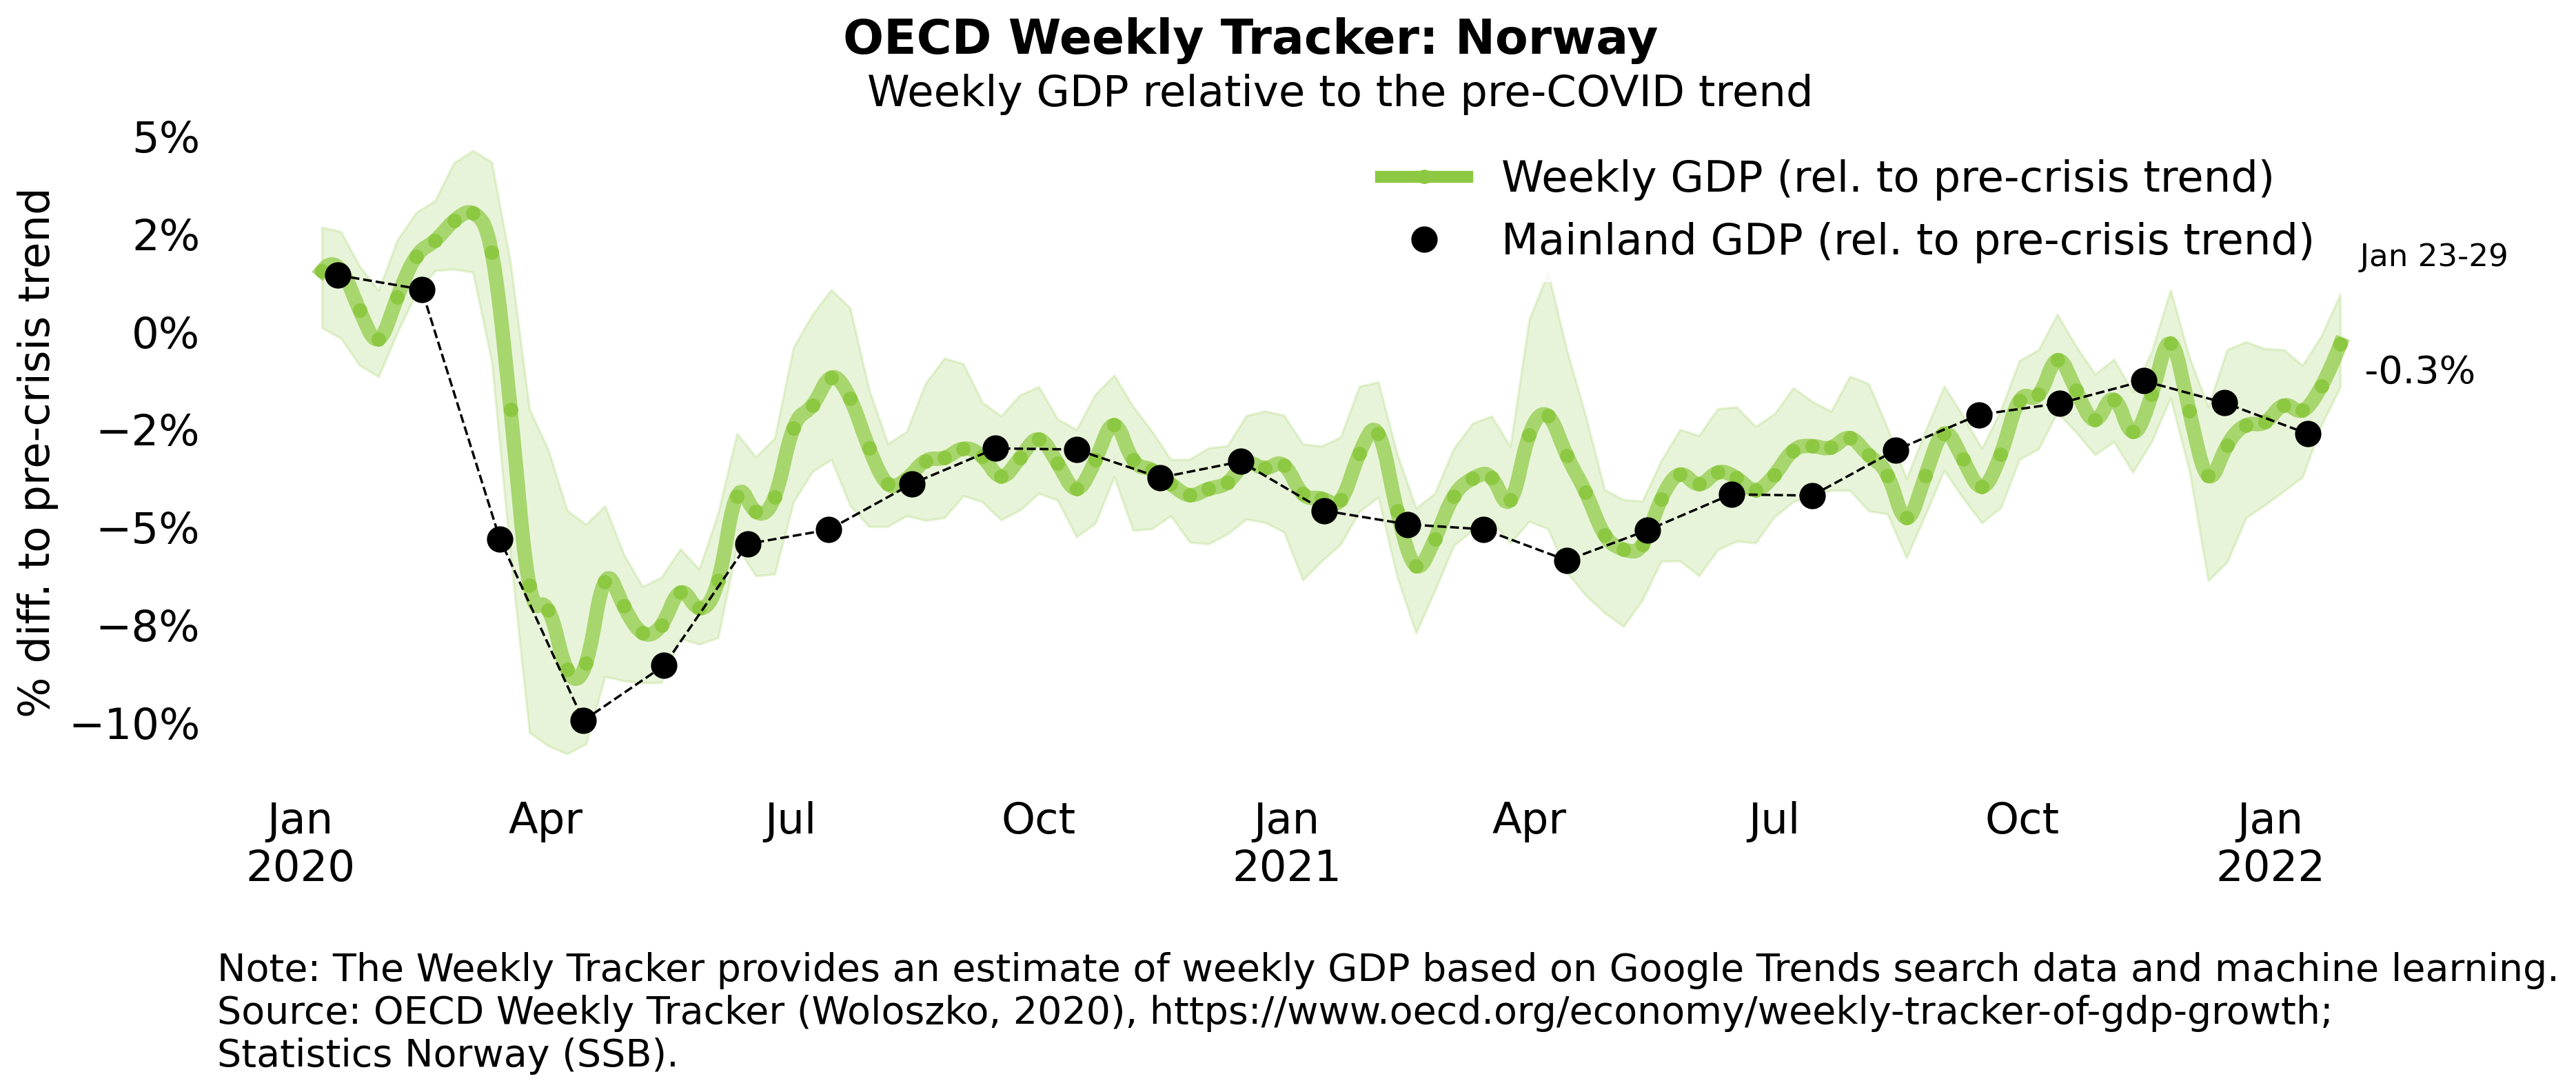 OECD Weekly Tracker: Norway
Weekly GDP relative to the pre-COVID trend
% diff. to pre-crisis trend
5%
2%
0%
−2%
−5%
−8%
−10%
Weekly GDP (rel. to pre-crisis trend)
Mainland GDP (rel. to pre-crisis trend)
Jan 23-29
-0.3%
Jan Apr Jul Oct Jan Apr Jul Oct Jan
2020 2021 2022
Note: The Weekly Tracker provides an estimate of weekly GDP based on Google Trends search data and machine learning.
Source: OECD Weekly Tracker (Woloszko, 2020), https://www.oecd.org/economy/weekly-tracker-of-gdp-growth;
Statistics Norway (SSB).